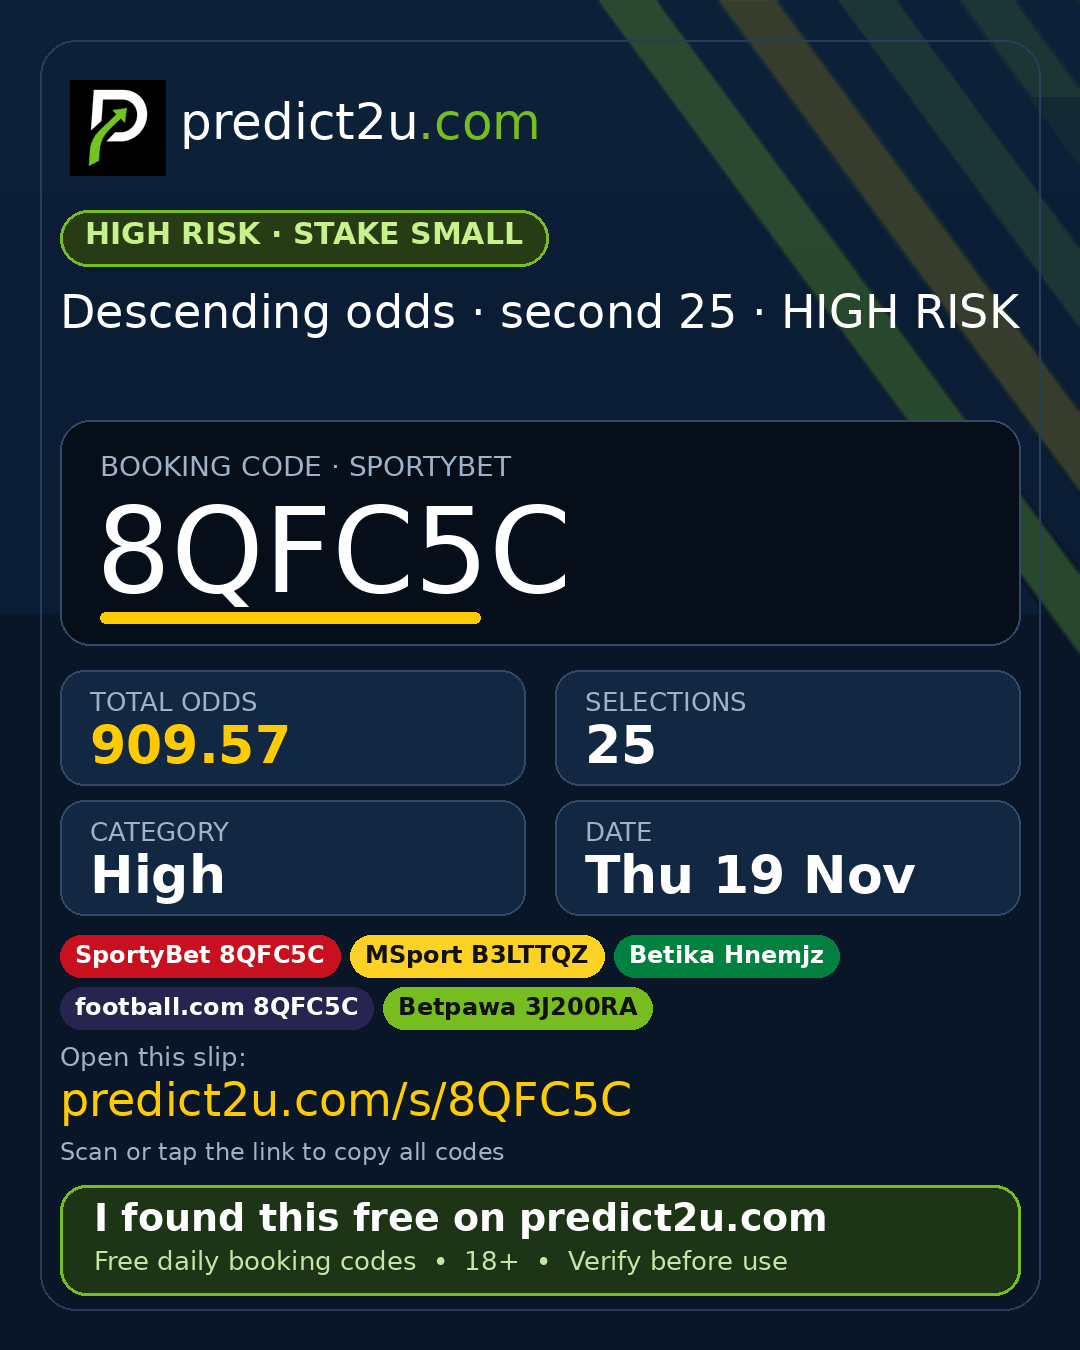 predict2u.com
HIGH RISK · STAKE SMALL
Descending odds · second 25 · HIGH RISK
BOOKING CODE · SPORTYBET
8QFC5C
TOTAL ODDS
909.57
SELECTIONS
25
CATEGORY
High
DATE
Thu 19 Nov
SportyBet 8QFC5C
MSport B3LTTQZ
Betika Hnemjz
football.com 8QFC5C
Betpawa 3J200RA
Open this slip:
predict2u.com/s/8QFC5C
Scan or tap the link to copy all codes
I found this free on predict2u.com
Free daily booking codes • 18+ • Verify before use